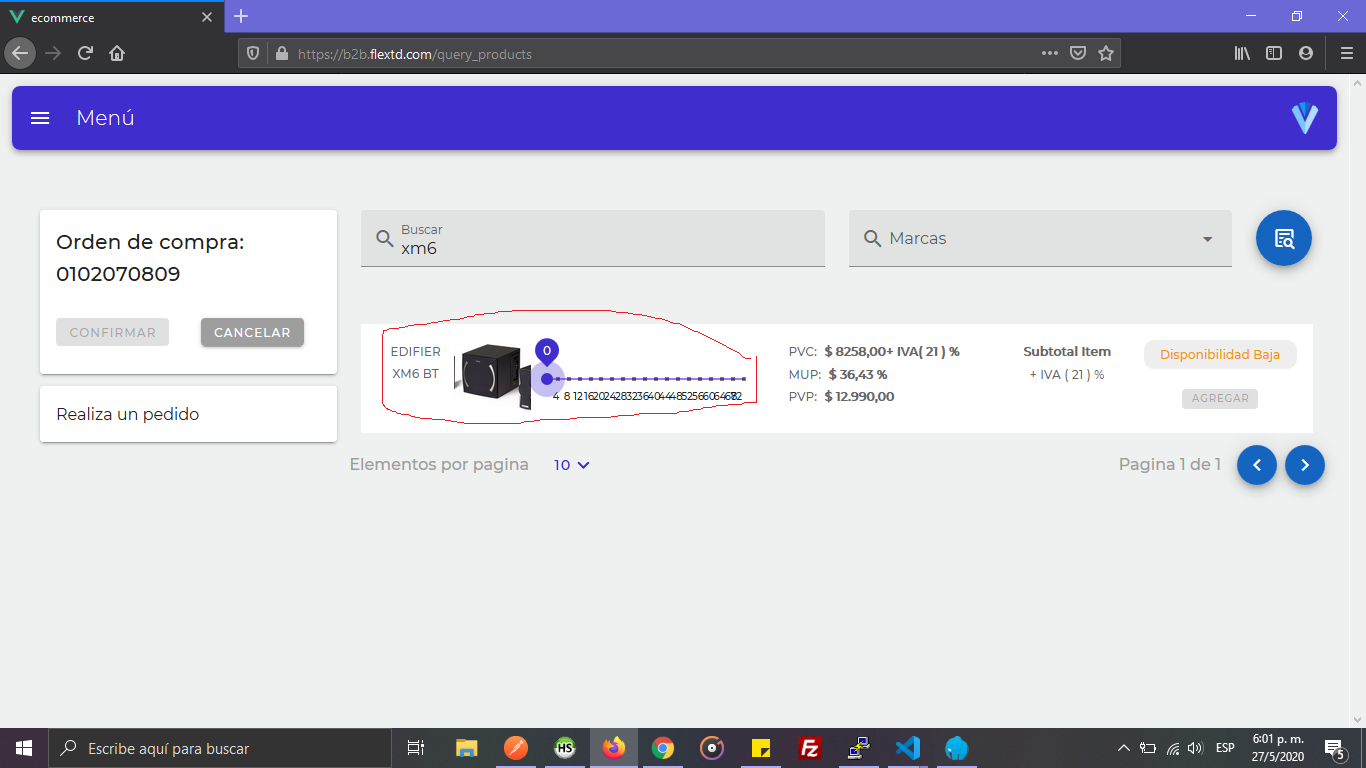 ecommerce
https://b2b.flextd.com/query_products
Menú
Orden de compra:
0102070809
CONFIRMAR
CANCELAR
Realiza un pedido
Buscar
xm6
Marcas
EDIFIER
XM6 BT
0
4 8 12 16 20 24 28 32 36 40 44 48 52 56 60 64 68 72
PVC: $ 8258,00+ IVA( 21 ) %
MUP: $ 36,43 %
PVP: $ 12.990,00
Subtotal Item
+ IVA ( 21 ) %
Disponibilidad Baja
AGREGAR
Elementos por pagina
10
Pagina 1 de 1
Escribe aquí para buscar
HS
ESP
6:01 p. m.
27/5/2020
5